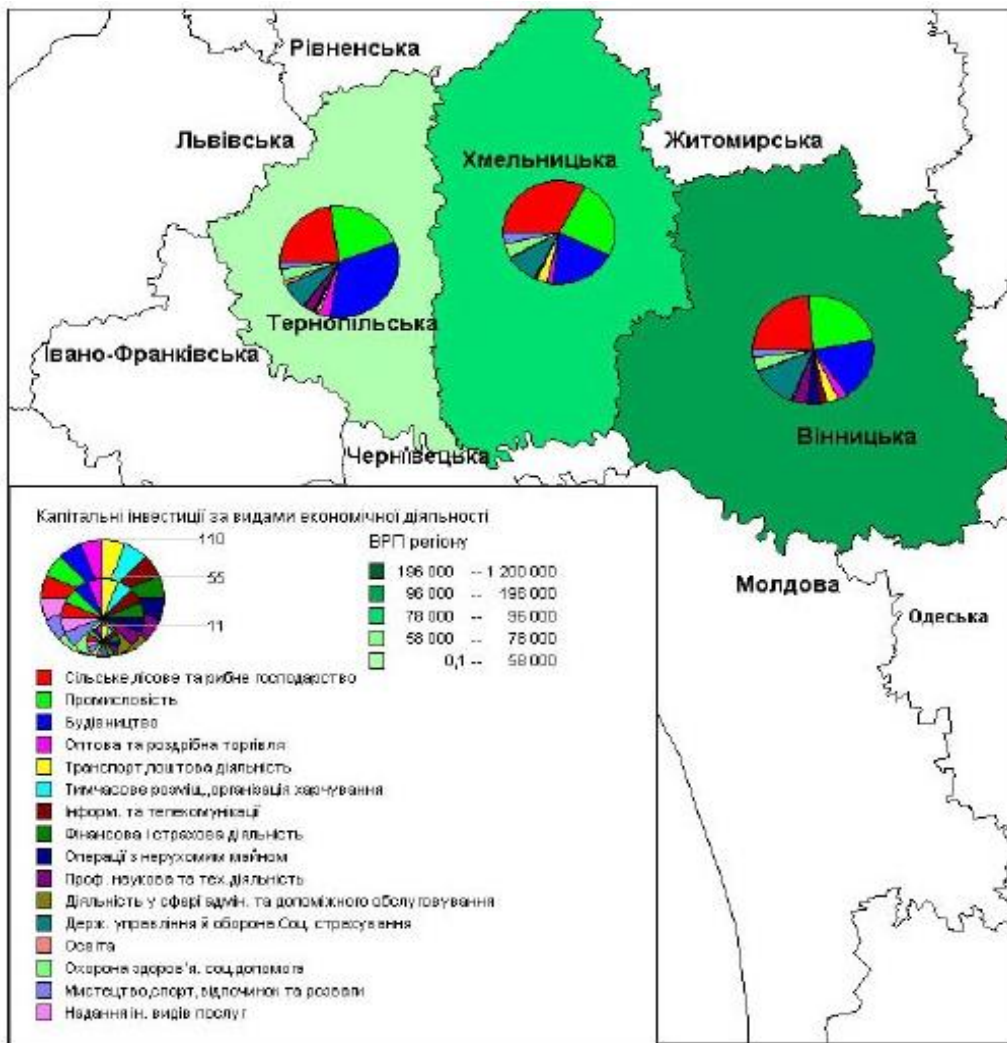 Рівненська
Львівська
Житомирська
Хмельницька
Тернопільська
Івано-Франківська
Вінницька
Чернівецька
Капітальні інвестиції за видами економічної діяльності
110
55
11
ВРП регіону
196 000 -- 1 200 000
96 000 -- 196 000
78 000 -- 96 000
58 000 -- 78 000
0,1 -- 58 000
Молдова
Одеська
Сільське,лісове та рибне господарство
Промисловість
Будівництво
Оптова та роздрібна торгівля
Транспорт,поштова діяльність
Тимчасове розміщ.,організація харчування
Інформ. та телекомунікації
Фінансова і страхова діяльність
Операції з нерухомим майном
Проф. наукова та тех.діяльність
Діяльність у сфері адмін. та допоміжного обслуговування
Держ. управління й оборона.Соц. страхування
Освіта
Охорона здоров'я. соц.допомога
Мистецтво,спорт,відпочинок та розваги
Надання ін. видів послуг